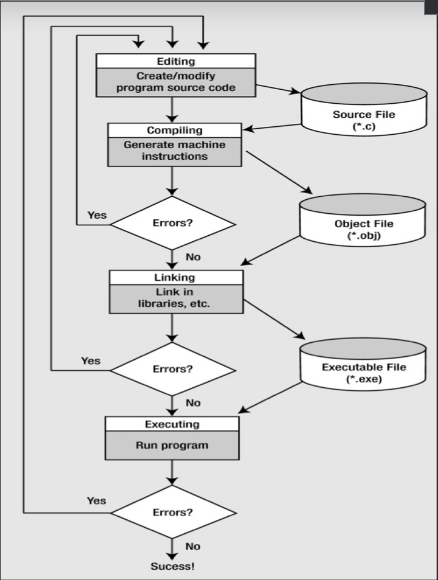 Editing
Create/modify
program source code
Source File
(*.c)
Compiling
Generate machine
instructions
Yes
Errors?
Object File
(*.obj)
No
Linking
Link in
libraries, etc.
Yes
Errors?
Executable File
(*.exe)
No
Executing
Run program
Yes
Errors?
No
Sucess!